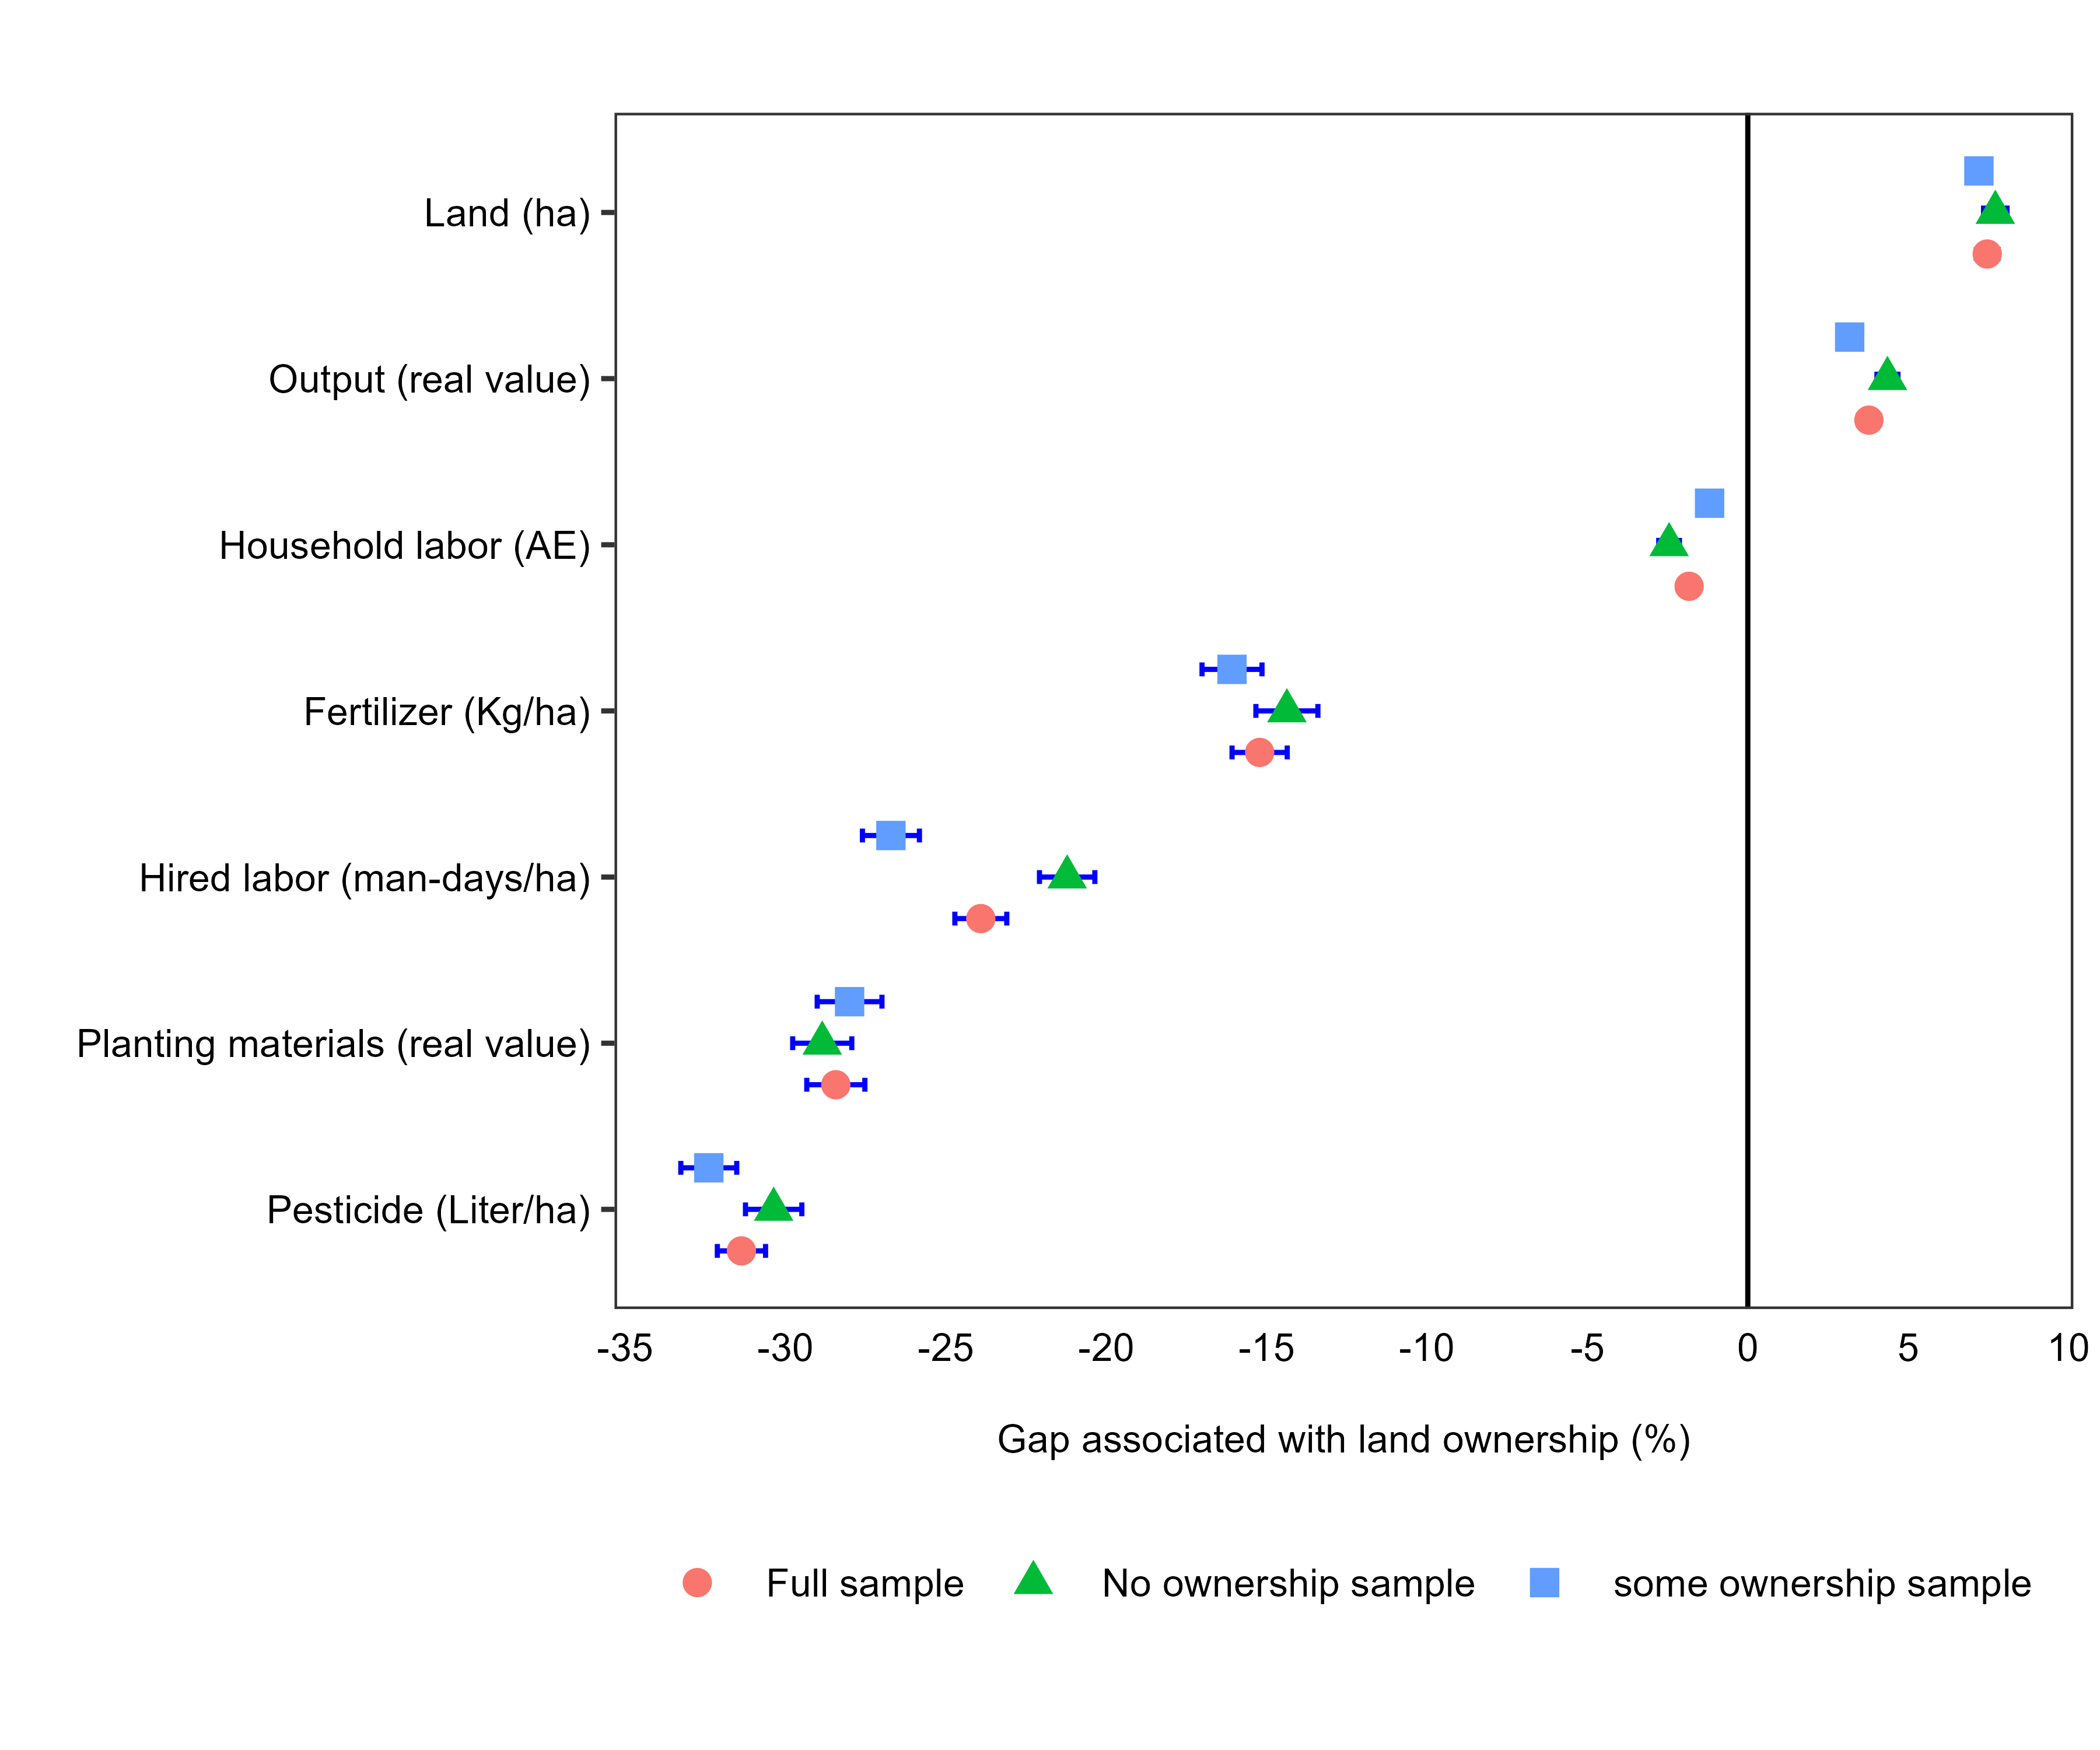 Land (ha)
Output (real value)
Household labor (AE)
Fertilizer (Kg/ha)
Hired labor (man-days/ha)
Planting materials (real value)
Pesticide (Liter/ha)
-35 -30 -25 -20 -15 -10 -5 0 5 10
Gap associated with land ownership (%)
Full sample No ownership sample some ownership sample